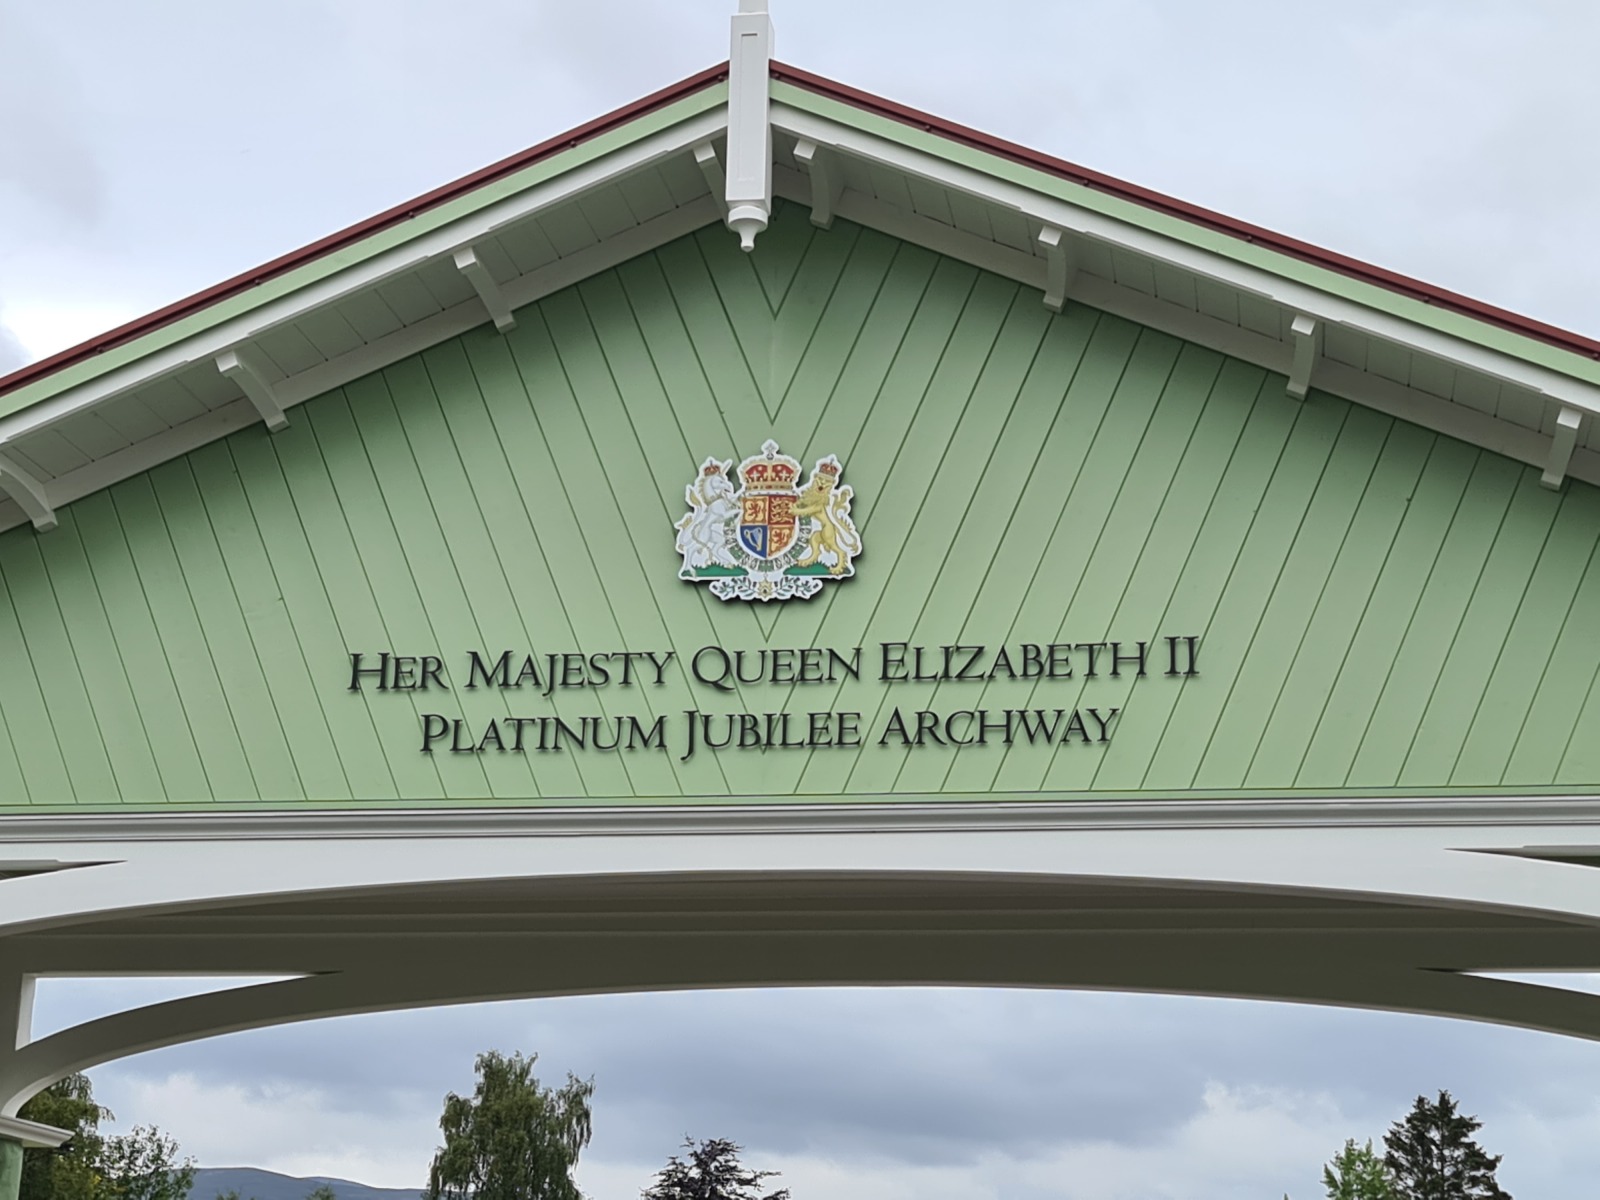 HER MAJESTY QUEEN ELIZABETH II
PLATINUM JUBILEE ARCHWAY